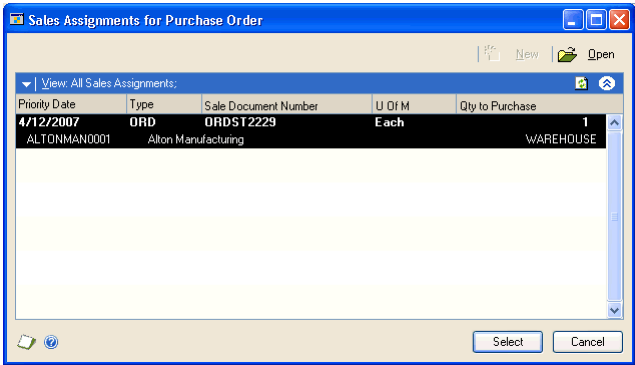 Sales Assignments for Purchase Order
New Open
View: All Sales Assignments;
Priority Date Type Sale Document Number U Of M Qty to Purchase
4/12/2007 ORD ORDST2229 Each 1
ALTONMAN0001 Alton Manufacturing WAREHOUSE
Select Cancel